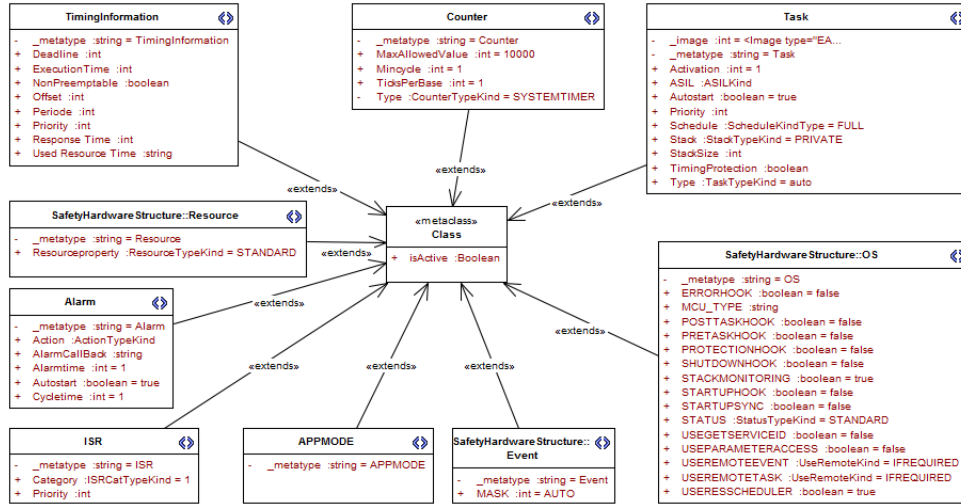 TimingInformation
- _metatype :string = TimingInformation
+ Deadline :int
+ ExecutionTime :int
+ NonPreemptable :boolean
+ Offset :int
+ Periode :int
+ Priority :int
+ Response Time :int
+ Used Resource Time :string
Counter
- _metatype :string = Counter
+ MaxAllowedValue :int = 10000
+ Mincycle :int = 1
+ TicksPerBase :int = 1
- Type :CounterTypeKind = SYSTEMTIMER
Task
- _image :int = <Image type="EA...
- _metatype :string = Task
+ Activation :int = 1
+ ASIL :ASILKind
+ Autostart :boolean = true
+ Priority :int
+ Schedule :ScheduleKindType = FULL
+ Stack :StackTypeKind = PRIVATE
+ StackSize :int
+ TimingProtection :boolean
+ Type :TaskTypeKind = auto
«extends»
«extends»
«extends»
«metaclass»
Class
+ isActive :Boolean
SafetyHardwareStructure::Resource
- _metatype :string = Resource
+ Resourceproperty :ResourceTypeKind = STANDARD
«extends»
Alarm
- _metatype :string = Alarm
+ Action :ActionTypeKind
+ AlarmCallBack :string
+ Alarmtime :int = 1
+ Autostart :boolean = true
+ Cycletime :int = 1
«extends»
«extends»
«extends»
«extends»
«extends»
SafetyHardwareStructure::OS
- _metatype :string = OS
+ ERRORHOOK :boolean = false
+ MCU_TYPE :string
+ POSTTASKHOOK :boolean = false
+ PRETASKHOOK :boolean = false
+ PROTECTIONHOOK :boolean = false
+ SHUTDOWNHOOK :boolean = false
+ STACKMONITORING :boolean = true
+ STARTUPHOOK :boolean = false
+ STARTUPSYNC :boolean = false
+ STATUS :StatusTypeKind = STANDARD
+ USEGETSERVICEID :boolean = false
+ USEPARAMETERACCESS :boolean = false
+ USEREMOTEEVENT :UseRemoteKind = IFREQUIRED
+ USEREMOTETASK :UseRemoteKind = IFREQUIRED
+ USERESSCHEDULER :boolean = true
ISR
- _metatype :string = ISR
+ Category :ISRCatTypeKind = 1
+ Priority :int
APPMODE
- _metatype :string = APPMODE
SafetyHardwareStructure::
Event
- _metatype :string = Event
+ MASK :int = AUTO